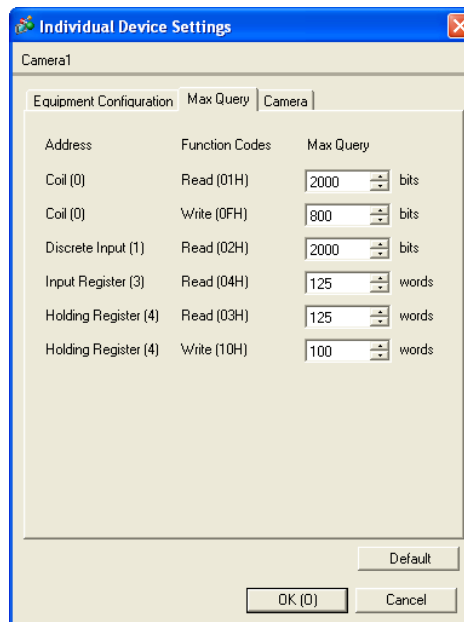 Individual Device Settings
Camera1
Equipment Configuration Max Query Camera
Address Function Codes Max Query
Coil (0) Read (01H) 2000 bits
Coil (0) Write (0FH) 800 bits
Discrete Input (1) Read (02H) 2000 bits
Input Register (3) Read (04H) 125 words
Holding Register (4) Read (03H) 125 words
Holding Register (4) Write (10H) 100 words
Default
OK (O) Cancel